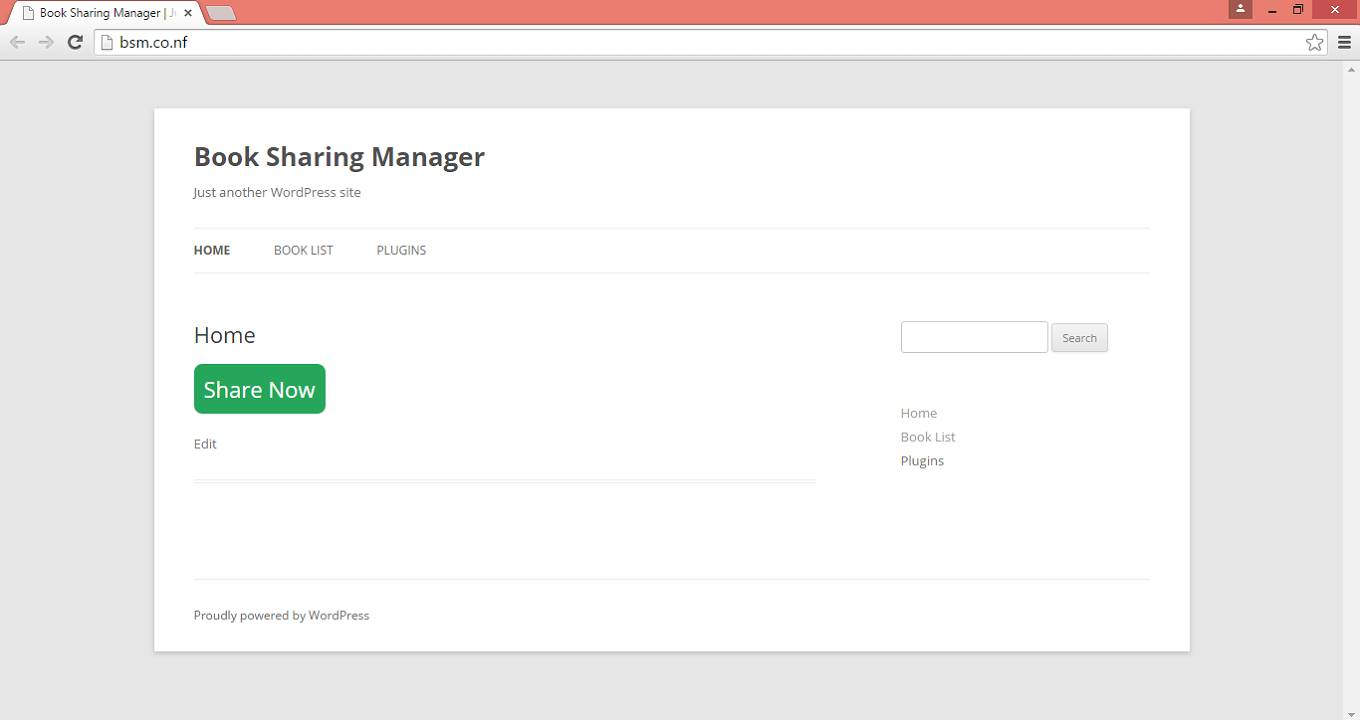 Book Sharing Manager | J
bsm.co.nf
Book Sharing Manager
Just another WordPress site
HOME BOOK LIST PLUGINS
Home
Search
Share Now
Home
Edit
Book List
Plugins
Proudly powered by WordPress